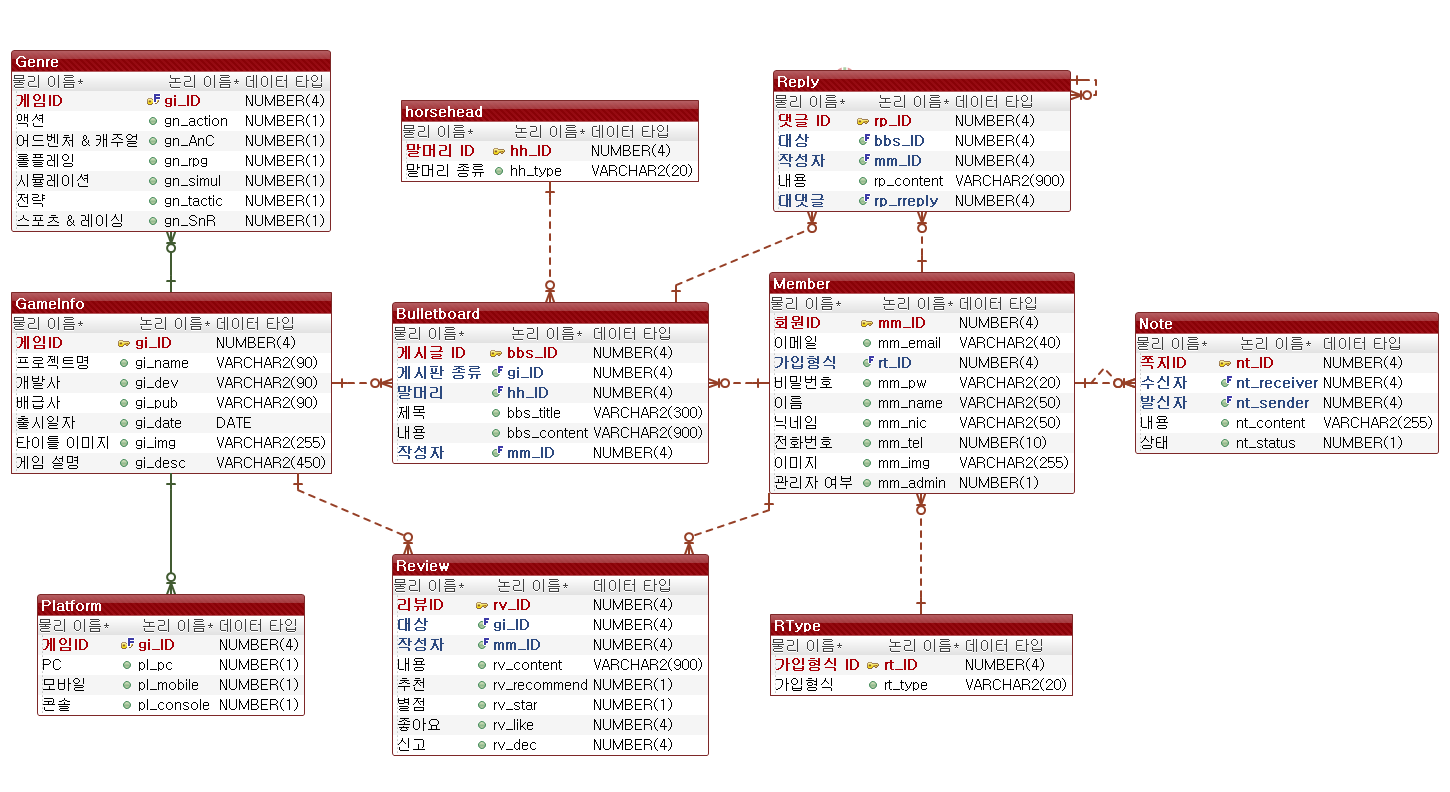 Genre
물리 이름* 논리 이름* 데이터 타입
게임ID gi_ID NUMBER(4)
액션 gn_action NUMBER(1)
어드벤처 & 캐주얼 gn_AnC NUMBER(1)
롤플레잉 gn_rpg NUMBER(1)
시뮬레이션 gn_simul NUMBER(1)
전략 gn_tactic NUMBER(1)
스포츠 & 레이싱 gn_SnR NUMBER(1)
horsehead
물리 이름* 논리 이름* 데이터 타입
말머리 ID hh_ID NUMBER(4)
말머리 종류 hh_type VARCHAR2(20)
Reply
물리 이름* 논리 이름* 데이터 타입
댓글 ID rp_ID NUMBER(4)
대상 bbs_ID NUMBER(4)
작성자 mm_ID NUMBER(4)
내용 rp_content VARCHAR2(900)
대댓글 rp_rreply NUMBER(4)
GameInfo
물리 이름* 논리 이름* 데이터 타입
게임ID gi_ID NUMBER(4)
프로젝트명 gi_name VARCHAR2(90)
개발사 gi_dev VARCHAR2(90)
배급사 gi_pub VARCHAR2(90)
출시일자 gi_date DATE
타이틀 이미지 gi_img VARCHAR2(255)
게임 설명 gi_desc VARCHAR2(450)
Bulletboard
물리 이름* 논리 이름* 데이터 타입
게시글 ID bbs_ID NUMBER(4)
게시판 종류 gi_ID NUMBER(4)
말머리 hh_ID NUMBER(4)
제목 bbs_title VARCHAR2(300)
내용 bbs_content VARCHAR2(900)
작성자 mm_ID NUMBER(4)
Member
물리 이름* 논리 이름* 데이터 타입
회원ID mm_ID NUMBER(4)
이메일 mm_email VARCHAR2(40)
가입형식 rt_ID NUMBER(4)
비밀번호 mm_pw VARCHAR2(20)
이름 mm_name VARCHAR2(50)
닉네임 mm_nic VARCHAR2(50)
전화번호 mm_tel NUMBER(10)
이미지 mm_img VARCHAR2(255)
관리자 여부 mm_admin NUMBER(1)
Note
물리 이름* 논리 이름* 데이터 타입
쪽지ID nt_ID NUMBER(4)
수신자 nt_receiver NUMBER(4)
발신자 nt_sender NUMBER(4)
내용 nt_content VARCHAR2(255)
상태 nt_status NUMBER(1)
Platform
물리 이름* 논리 이름* 데이터 타입
게임ID gi_ID NUMBER(4)
PC pl_pc NUMBER(1)
모바일 pl_mobile NUMBER(1)
콘솔 pl_console NUMBER(1)
Review
물리 이름* 논리 이름* 데이터 타입
리뷰ID rv_ID NUMBER(4)
대상 gi_ID NUMBER(4)
작성자 mm_ID NUMBER(4)
내용 rv_content VARCHAR2(900)
추천 rv_recommend NUMBER(1)
별점 rv_star NUMBER(1)
좋아요 rv_like NUMBER(4)
신고 rv_dec NUMBER(4)
RType
물리 이름* 논리 이름* 데이터 타입
가입형식 ID rt_ID NUMBER(4)
가입형식 rt_type VARCHAR2(20)